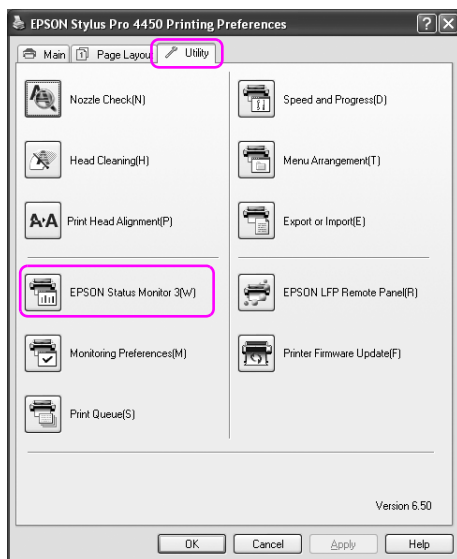 EPSON Stylus Pro 4450 Printing Preferences
Main
Page Layou
Utility
Nozzle Check(N)
Speed and Progress(D)
Head Cleaning(H)
Menu Arrangement(T)
A·A
Print Head Alignment(P)
Export or Import(E)
EPSON Status Monitor 3(W)
EPSON LFP Remote Panel(R)
Monitoring Preferences(M)
Printer Firmware Update(F)
Print Queue(S)
Version 6.50
OK
Cancel
Apply
Help